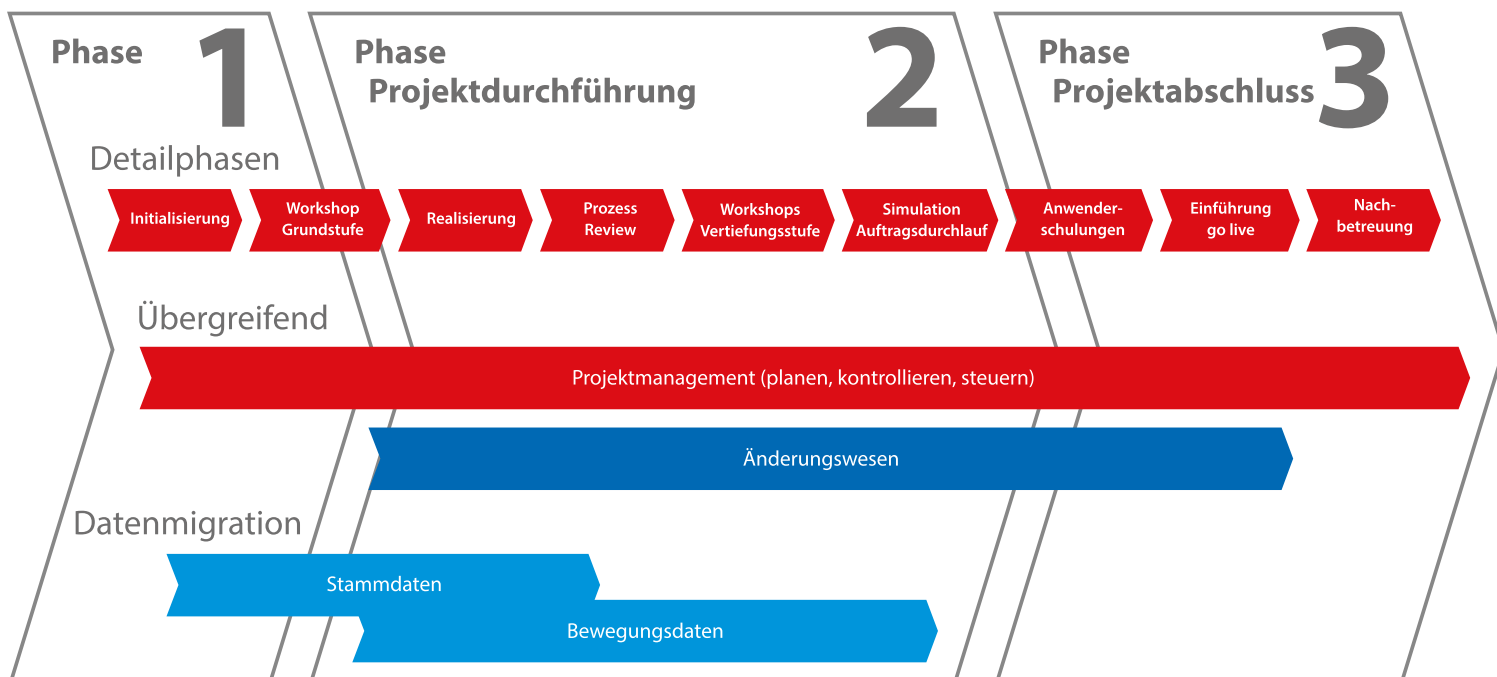 Phase 1
Phase
Projektdurchführung 2
Phase
Projektabschluss 3
Detailphasen
Initialisierung
Workshop
Grundstufe
Realisierung
Prozess
Review
Workshops
Vertiefungsstufe
Simulation
Auftragsdurchlauf
Anwender-
schulungen
Einführung
go live
Nach-
betreuung
Übergreifend
Projektmanagement (planen, kontrollieren, steuern)
Änderungswesen
Datenmigration
Stammdaten
Bewegungsdaten